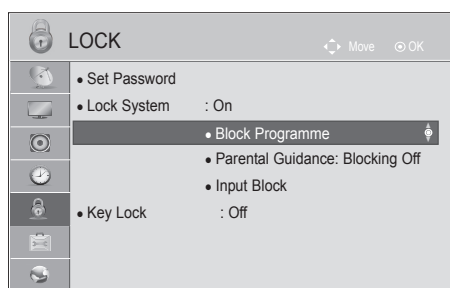 LOCK
Move OK
• Set Password
• Lock System : On
• Block Programme
• Parental Guidance: Blocking Off
• Input Block
• Key Lock : Off